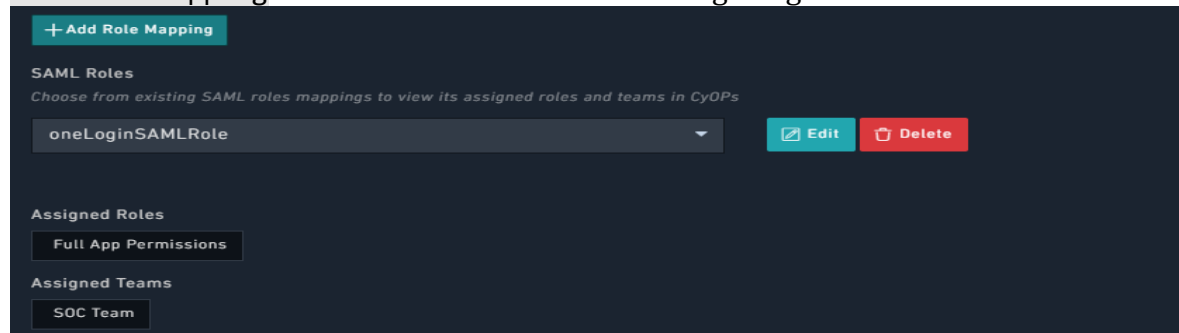 +Add Role Mapping
SAML Roles
Choose from existing SAML roles mappings to view its assigned roles and teams in CyOPs
oneLoginSAMLRole
Edit Delete
Assigned Roles
Full App Permissions
Assigned Teams
SOC Team